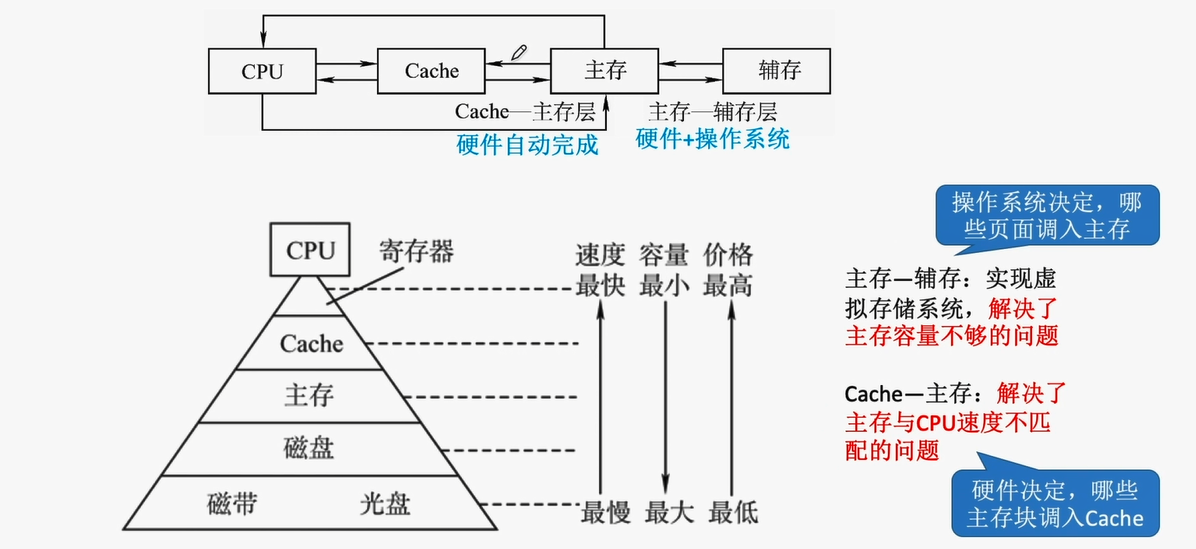 CPU
Cache
主存
辅存
Cache—主存层
主存—辅存层
硬件自动完成
硬件+操作系统
CPU
寄存器
Cache
主存
磁盘
磁带 光盘
速度 容量 价格
最快 最小 最高
最慢 最大 最低
操作系统决定，哪
些页面调入主存
主存—辅存：实现虚
拟存储系统，解决了
主存容量不够的问题
Cache—主存：解决了
主存与CPU速度不匹
配的问题
硬件决定，哪些
主存块调入Cache